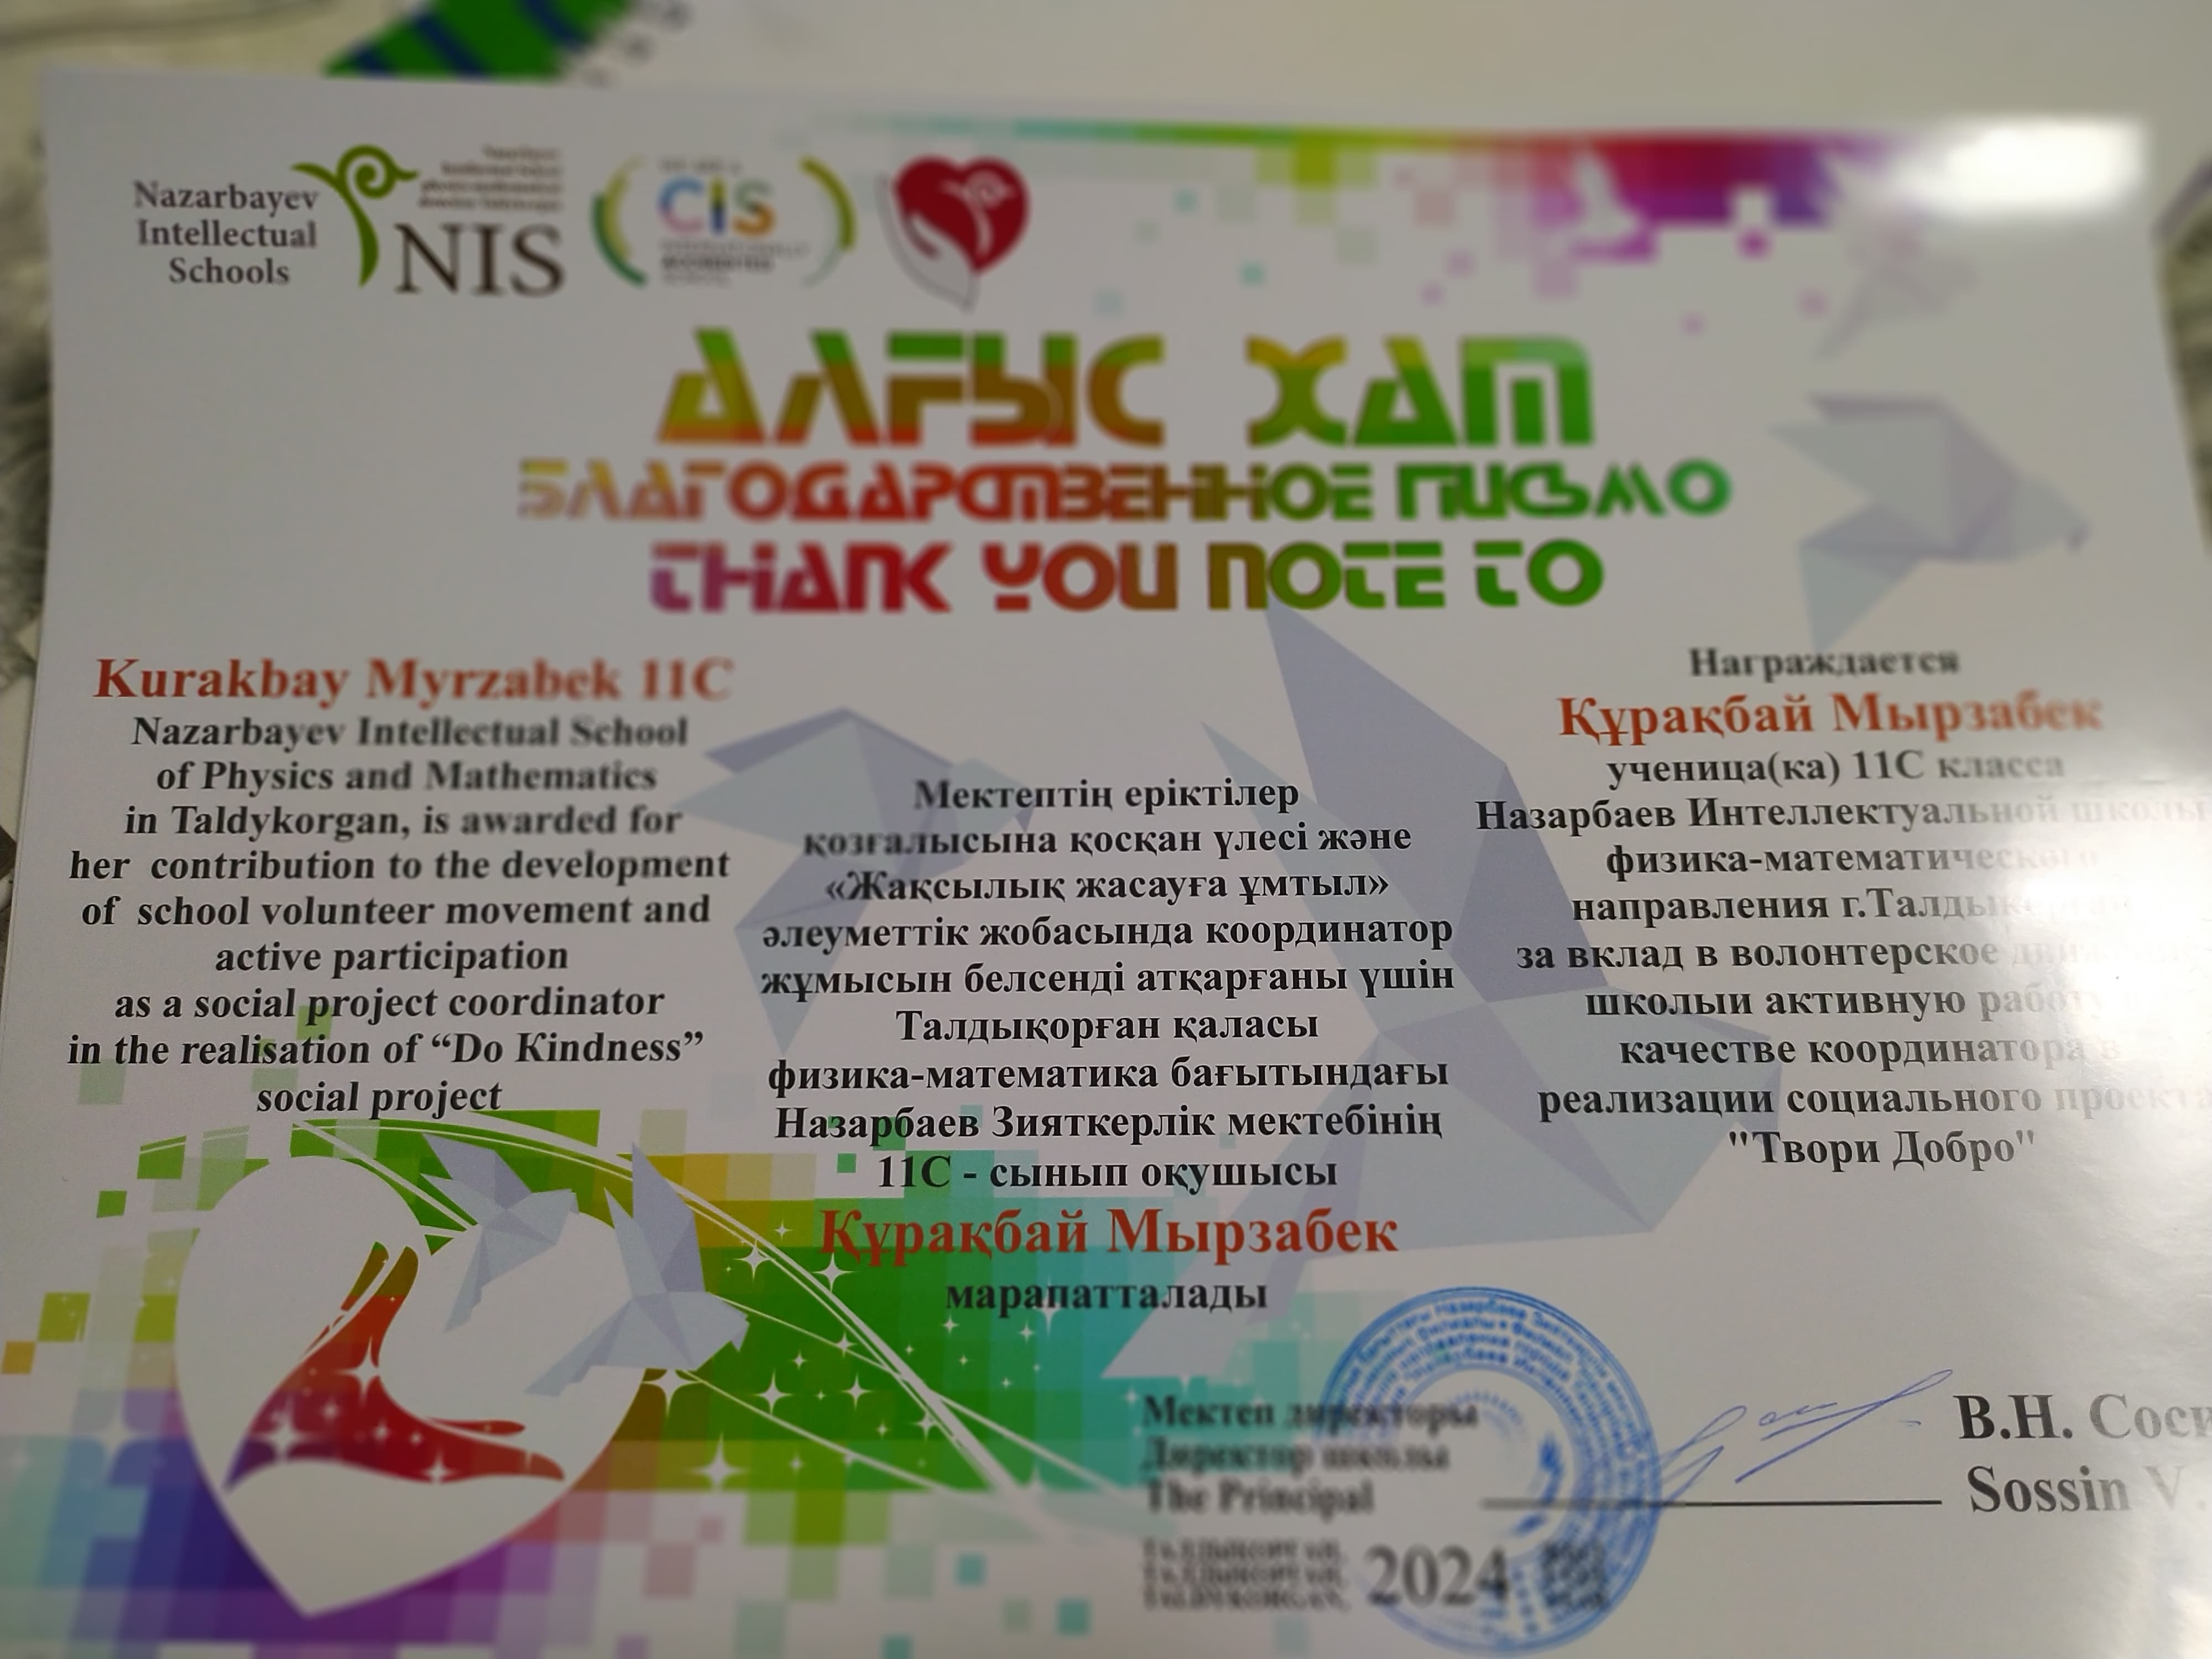 Nazarbayev
Intellectual
Schools
NIS
CIS
АЛҒЫС ХАТ
БЛАГОДАРСТВЕННОЕ ПИСЬМО
THANK YOU NOTE TO
Kurakbay Myrzabek 11C
Nazarbayev Intellectual School
of Physics and Mathematics
in Taldykorgan, is awarded for
her contribution to the development
of school volunteer movement and
active participation
as a social project coordinator
in the realisation of “Do Kindness”
social project
Мектептің еріктілер
қозғалысына қосқан үлесі және
«Жақсылық жасауға ұмтыл»
әлеуметтік жобасында координатор
жұмысын белсенді атқарғаны үшін
Талдықорған қаласы
физика-математика бағытындағы
Назарбаев Зияткерлік мектебінің
11С - сынып оқушысы
Құрақбай Мырзабек
марапатталады
Награждается
Құрақбай Мырзабек
ученица(ка) 11С класса
Назарбаев Интеллектуальной школы
физика-математического
направления г.Талдыкорган
за вклад в волонтерское
школыи активную работу
качестве координатора в
реализации социального проекта
"Твори Добро"
Мектеп директоры
Директор школы
The Principal
В.Н.
Sossin V.
2024